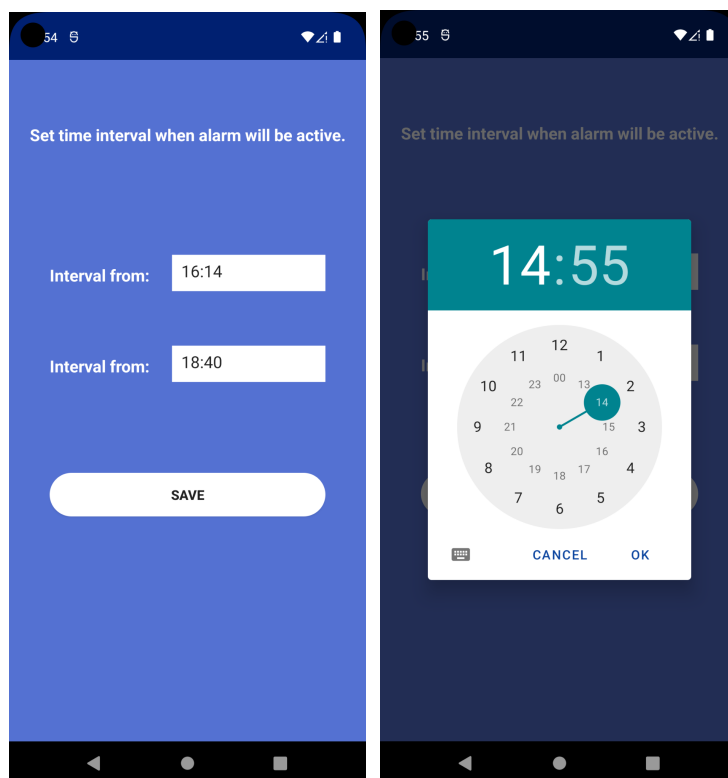 54
Set time interval when alarm will be active.
Interval from: 16:14
Interval from: 18:40
SAVE
55
Set time interval when alarm will be active.
14:55
12
11 1
00
23 13
10 2
22 14
9 21 15 3
20 16
8 4
19 17
18
7 5
6
CANCEL OK